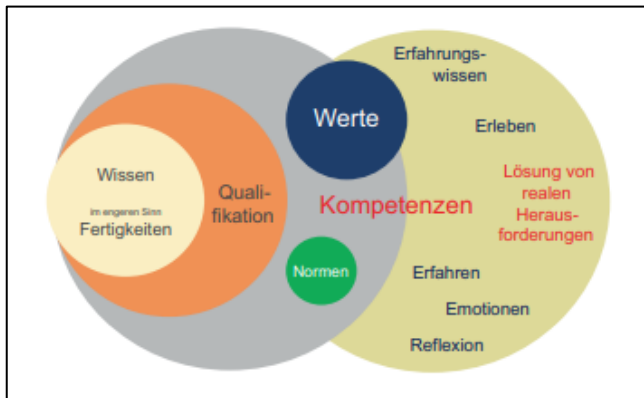 Wissen
im engeren Sinn
Fertigkeiten
Quali-
fikation
Werte
Kompetenzen
Normen
Erfahrungs-
wissen
Erleben
Lösung von
realen
Heraus-
forderungen
Erfahren
Emotionen
Reflexion